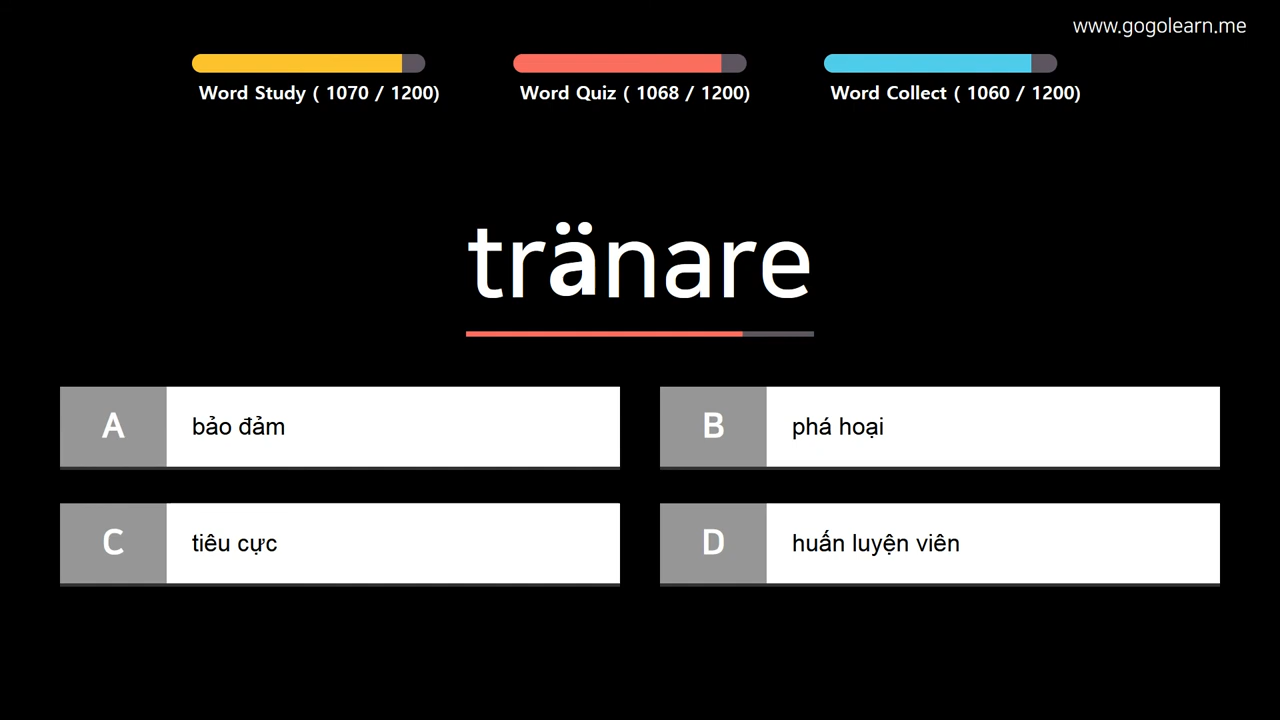 www.gogolearn.me
Word Study ( 1070 / 1200)
Word Quiz ( 1068 / 1200)
Word Collect ( 1060 / 1200)
tränare
A bảo đảm
B phá hoại
C tiêu cực
D huấn luyện viên